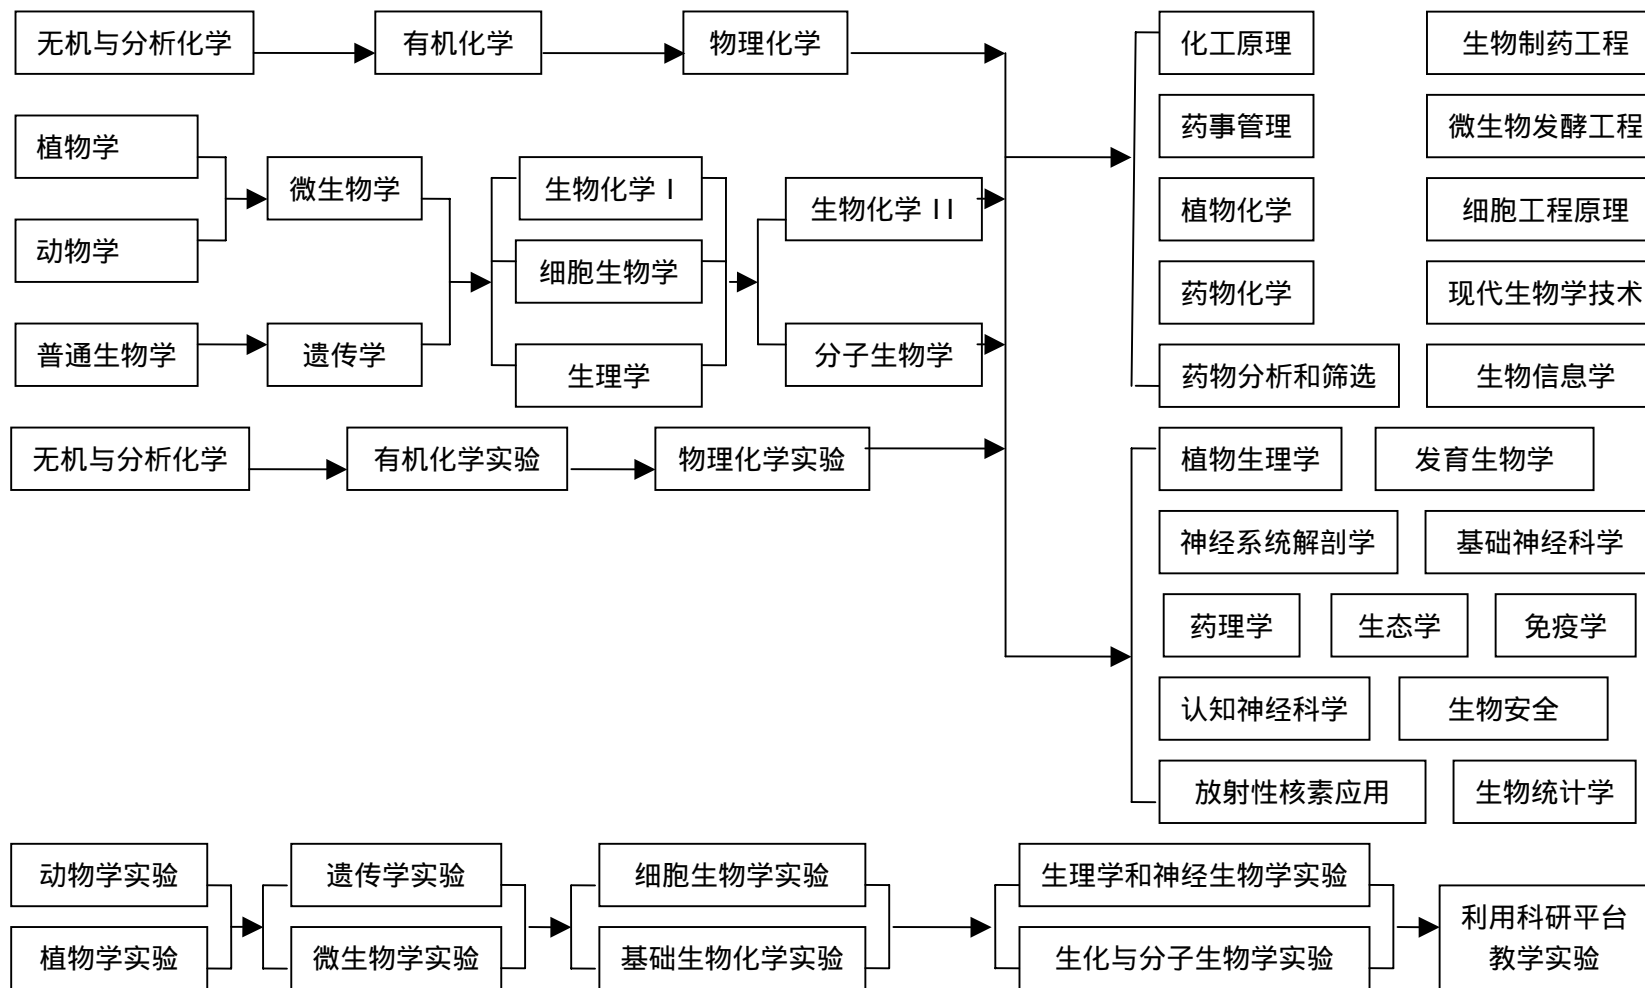 无机与分析化学
有机化学
物理化学
化工原理
生物制药工程
植物学
药事管理
微生物发酵工程
微生物学
生物化学 I
生物化学 II
植物化学
细胞工程原理
动物学
细胞生物学
药物化学
现代生物学技术
普通生物学
遗传学
生理学
分子生物学
药物分析和筛选
生物信息学
无机与分析化学
有机化学实验
物理化学实验
植物生理学
发育生物学
神经系统解剖学
基础神经科学
药理学
生态学
免疫学
认知神经科学
生物安全
放射性核素应用
生物统计学
动物学实验
遗传学实验
细胞生物学实验
生理学和神经生物学实验
利用科研平台
教学实验
植物学实验
微生物学实验
基础生物化学实验
生化与分子生物学实验